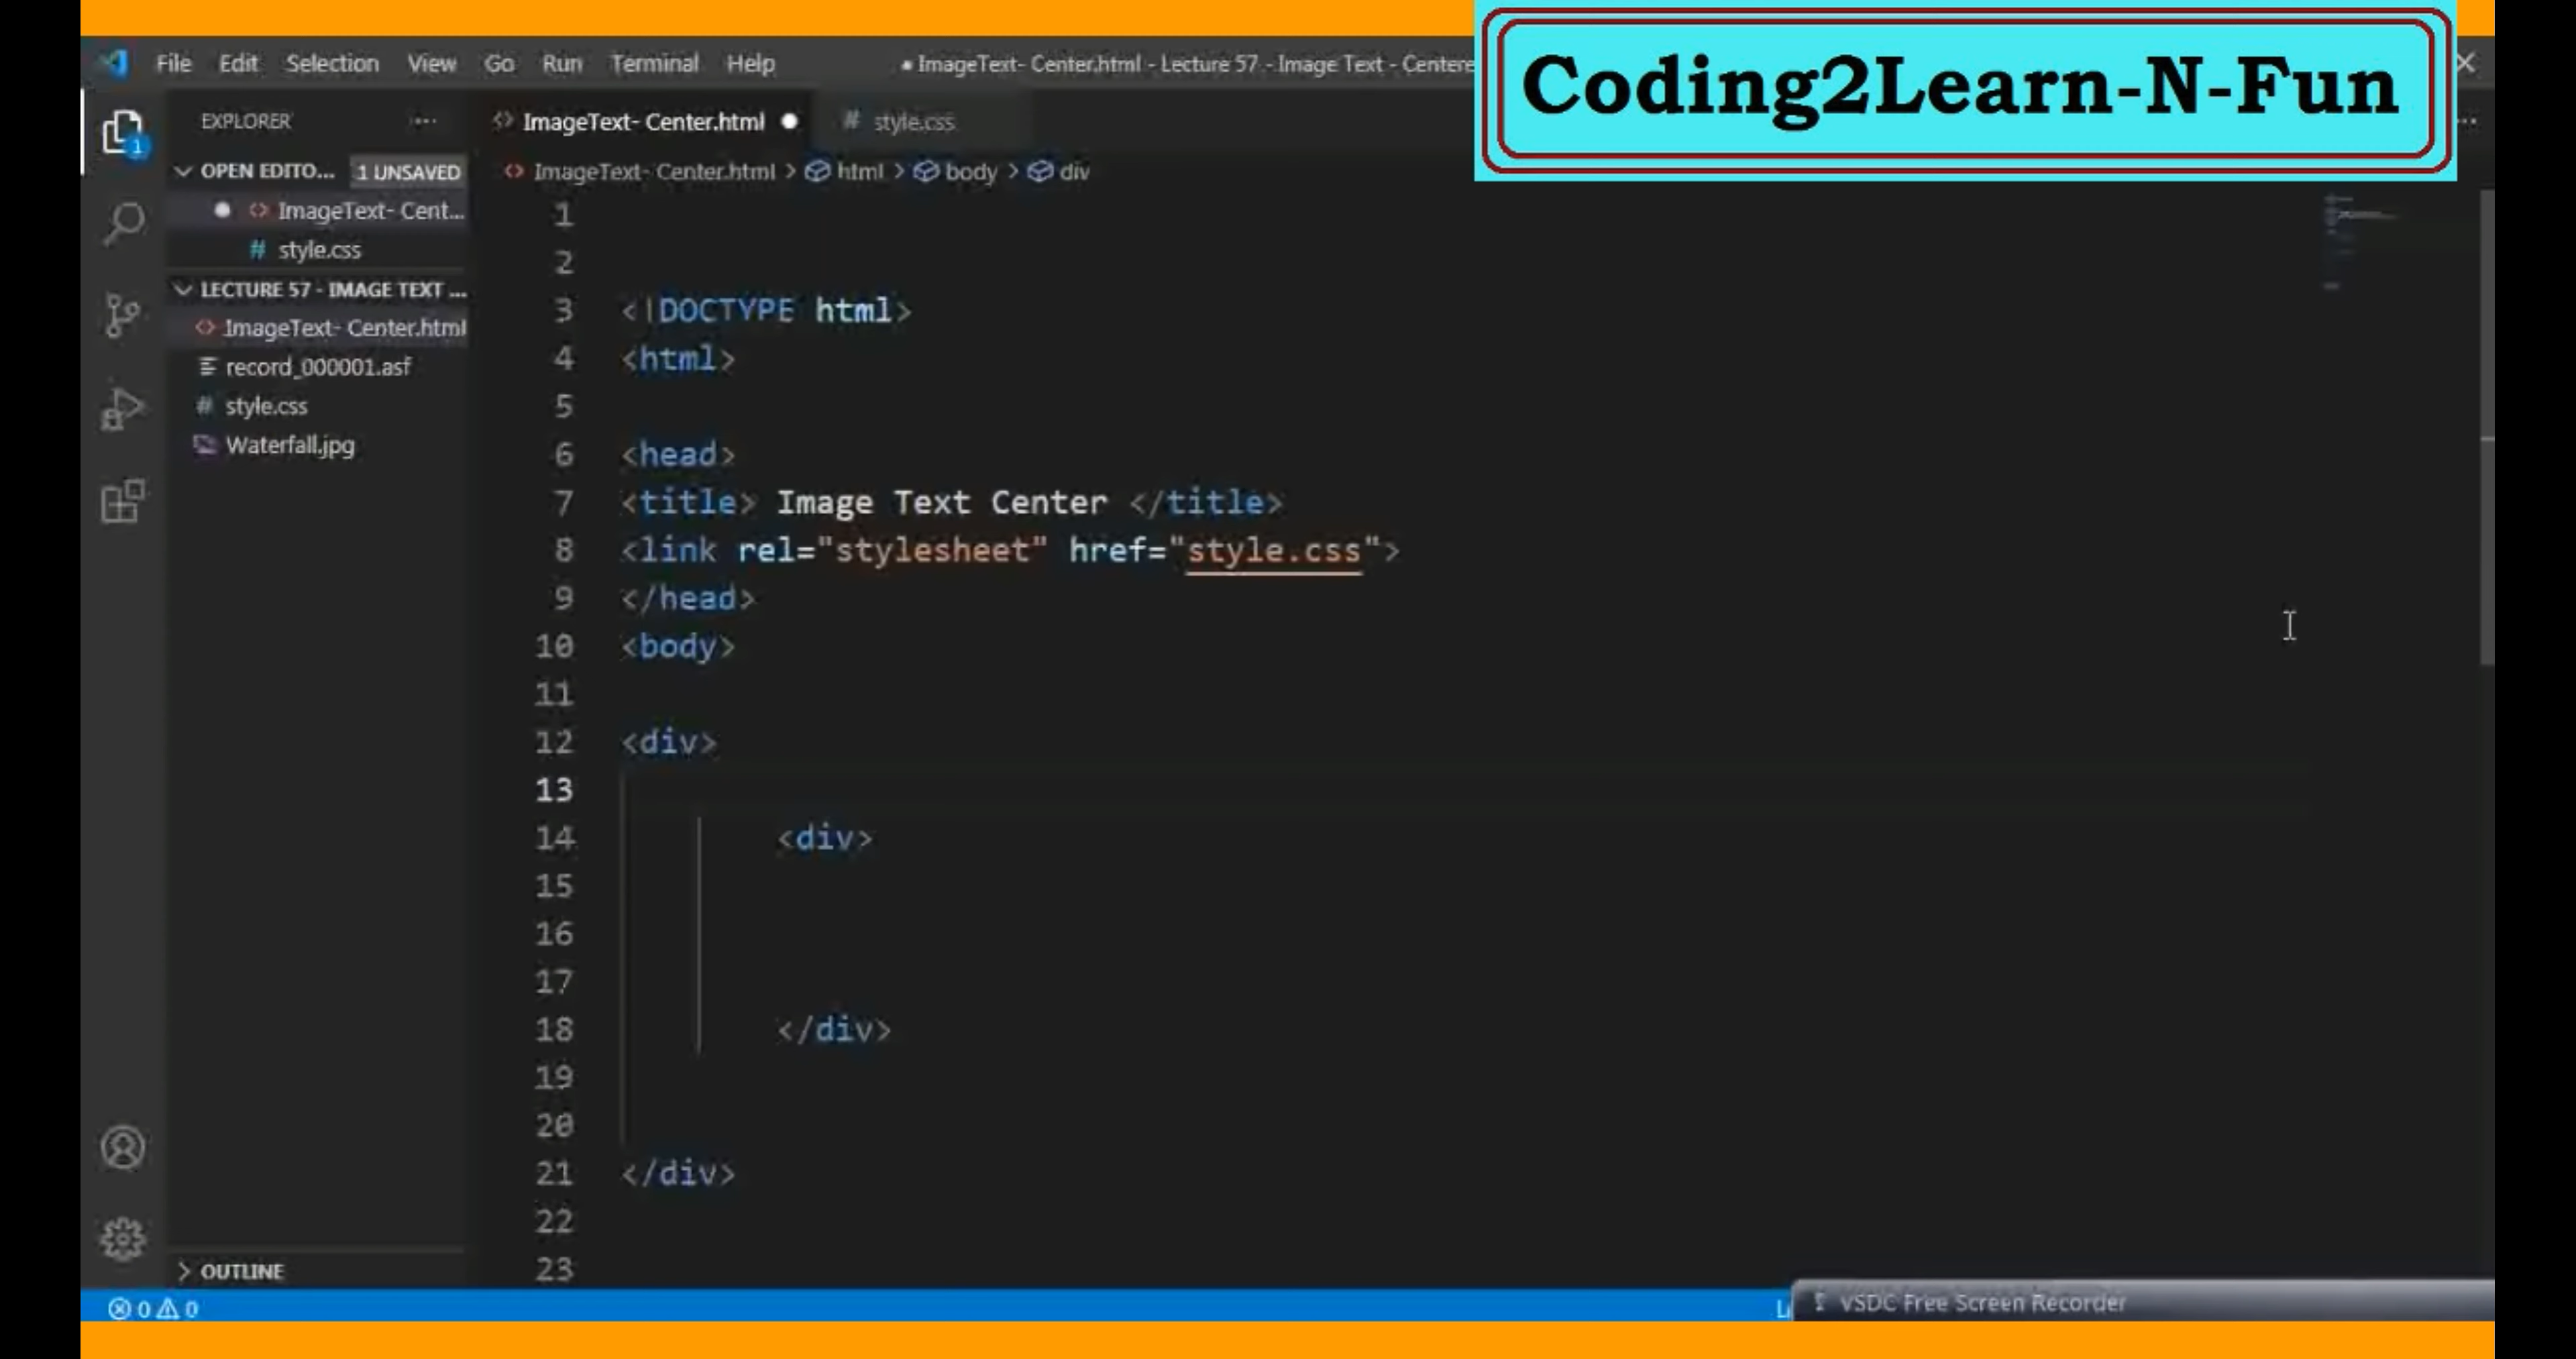 Coding2Learn-N-Fun
File Edit Selection View Go Run Terminal Help
● ImageText- Center.html - Lecture 57 - Image Text - Centere
EXPLORER ...
ImageText- Center.html ● # style.css
OPEN EDITO... 1 UNSAVED
ImageText- Center.html > html > body > div
ImageText- Cent...
# style.css
LECTURE 57 - IMAGE TEXT ...
ImageText- Center.html
record_000001.asf
# style.css
Waterfall.jpg
1
2
3 <!DOCTYPE html>
4 <html>
5
6 <head>
7 <title> Image Text Center </title>
8 <link rel="stylesheet" href="style.css">
9 </head>
10 <body>
11
12 <div>
13
14 <div>
15
16
17
18 </div>
19
20
21 </div>
22
23
OUTLINE
0 0
VSDC Free Screen Recorder